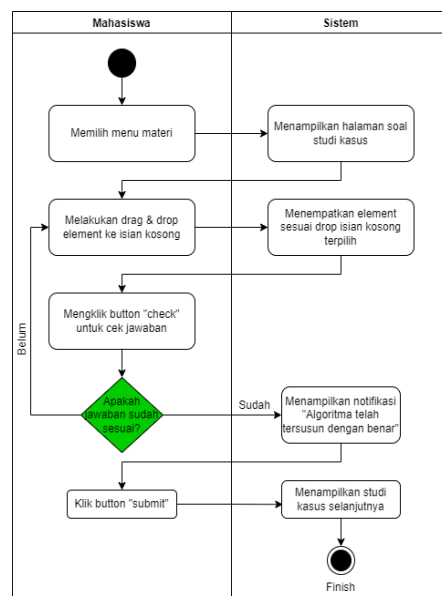 Mahasiswa
Sistem
Memilih menu materi
Menampilkan halaman soal
studi kasus
Melakukan drag & drop
element ke isian kosong
Menempatkan element
sesuai drop isian kosong
terpilih
Mengklik button "check"
untuk cek jawaban
Belum
Apakah
jawaban sudah
sesuai?
Sudah
Menampilkan notifikasi
"Algoritma telah
tersusun dengan benar"
Klik button "submit"
Menampilkan studi
kasus selanjutnya
Finish